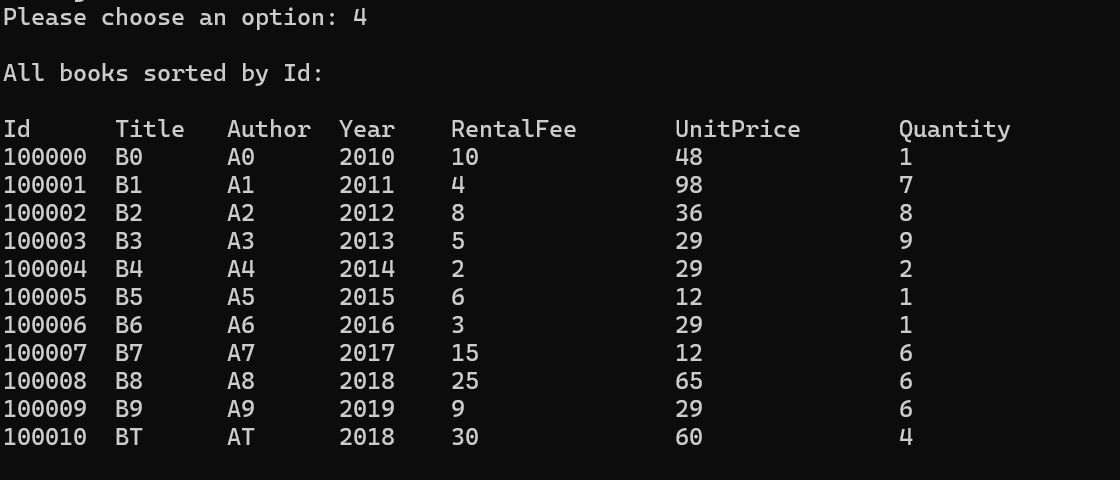 Please choose an option: 4
All books sorted by Id:
Id Title Author Year RentalFee UnitPrice Quantity
100000 B0 A0 2010 10 48 1
100001 B1 A1 2011 4 98 7
100002 B2 A2 2012 8 36 8
100003 B3 A3 2013 5 29 9
100004 B4 A4 2014 2 29 2
100005 B5 A5 2015 6 12 1
100006 B6 A6 2016 3 29 1
100007 B7 A7 2017 15 12 6
100008 B8 A8 2018 25 65 6
100009 B9 A9 2019 9 29 6
100010 BT AT 2018 30 60 4